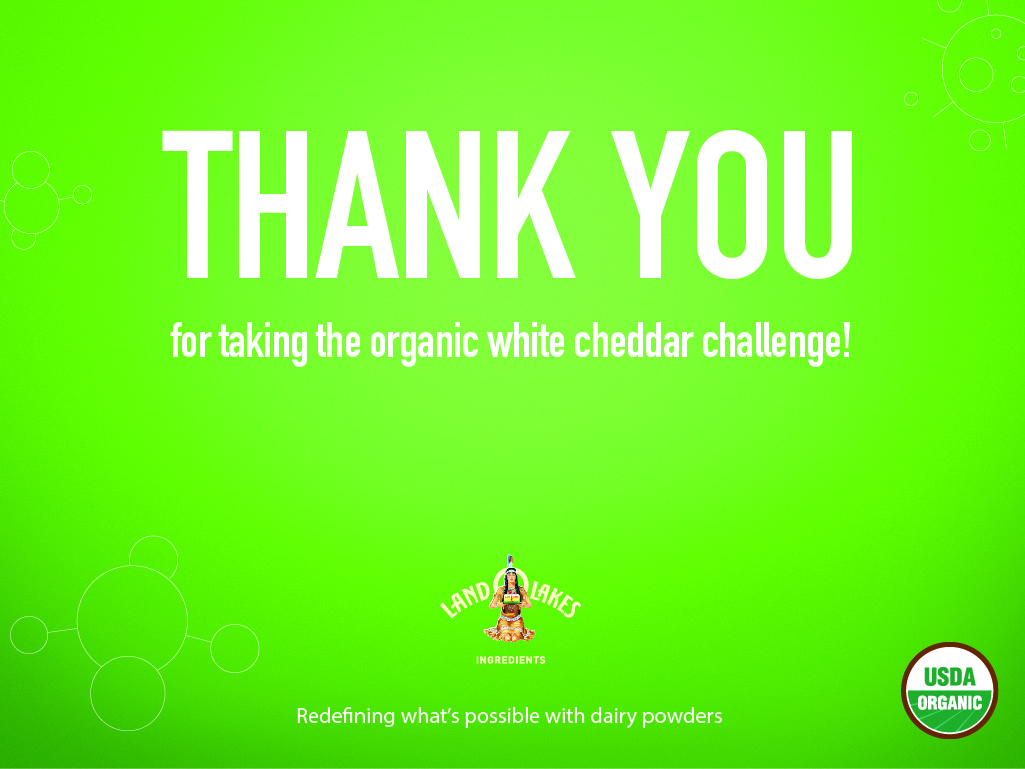 THANK YOU
for taking the organic white cheddar challenge!
LAND O LAKES
INGREDIENTS
Redefining what's possible with dairy powders
USDA
ORGANIC